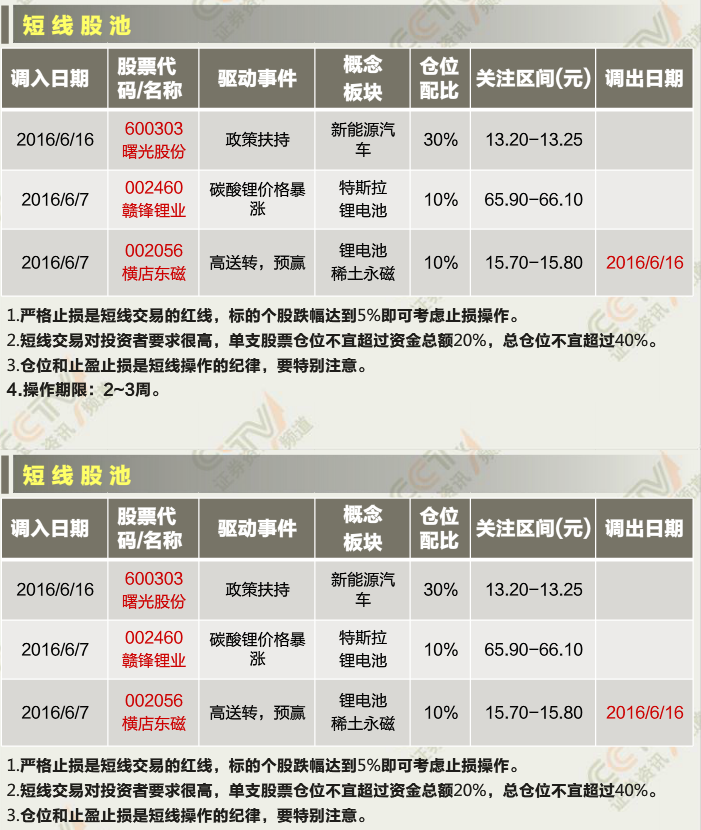 短线股池
调入日期 股票代码/名称 驱动事件 概念板块 仓位配比 关注区间(元) 调出日期
2016/6/16 600303 曙光股份 政策扶持 新能源汽车 30% 13.20-13.25
2016/6/7 002460 赣锋锂业 碳酸锂价格暴涨 特斯拉 锂电池 10% 65.90-66.10
2016/6/7 002056 横店东磁 高送转，预赢 锂电池 稀土永磁 10% 15.70-15.80 2016/6/16
1.严格止损是短线交易的红线，标的个股跌幅达到5%即可考虑止损操作。
2.短线交易对投资者要求很高，单支股票仓位不宜超过资金总额20%，总仓位不宜超过40%。
3.仓位和止盈止损是短线操作的纪律，要特别注意。
4.操作期限：2~3周。
短线股池
调入日期 股票代码/名称 驱动事件 概念板块 仓位配比 关注区间(元) 调出日期
2016/6/16 600303 曙光股份 政策扶持 新能源汽车 30% 13.20-13.25
2016/6/7 002460 赣锋锂业 碳酸锂价格暴涨 特斯拉 锂电池 10% 65.90-66.10
2016/6/7 002056 横店东磁 高送转，预赢 锂电池 稀土永磁 10% 15.70-15.80 2016/6/16
1.严格止损是短线交易的红线，标的个股跌幅达到5%即可考虑止损操作。
2.短线交易对投资者要求很高，单支股票仓位不宜超过资金总额20%，总仓位不宜超过40%。
3.仓位和止盈止损是短线操作的纪律，要特别注意。
CCTV 证券资讯频道